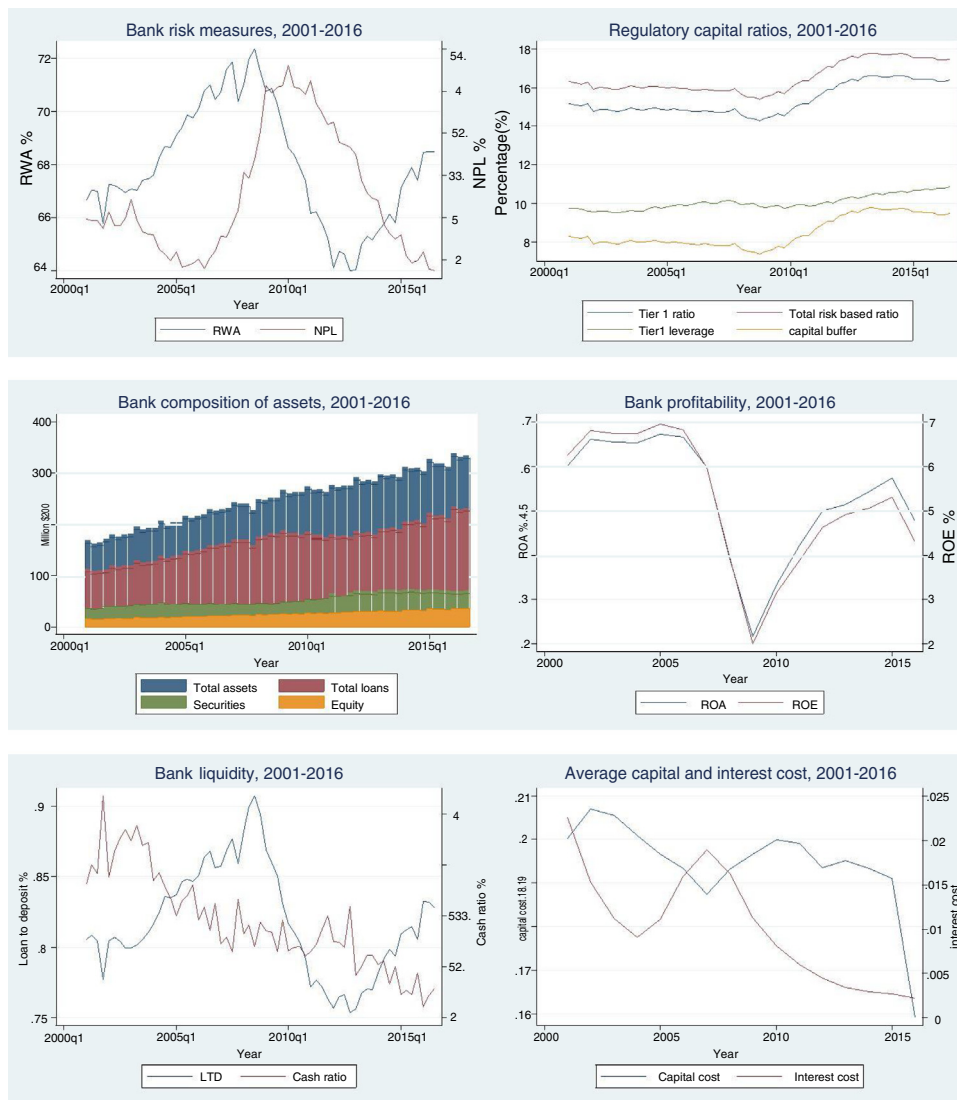 Bank risk measures, 2001-2016
72
70
68
66
64
RWA %
54.
4
52.
33.
5
2
NPL %
2000q1 2005q1 2010q1 2015q1
Year
RWA NPL
Regulatory capital ratios, 2001-2016
18
16
14
12
10
8
Percentage(%)
2000q1 2005q1 2010q1 2015q1
Year
Tier 1 ratio Total risk based ratio
Tier1 leverage capital buffer
Bank composition of assets, 2001-2016
400
300
Million $200
100
0
2000q1 2005q1 2010q1 2015q1
Year
Total assets Total loans
Securities Equity
Bank profitability, 2001-2016
.7
.6
ROA %.4.5
.3
.2
7
6
5
4
3
2
ROE %
2000 2005 2010 2015
Year
ROA ROE
Bank liquidity, 2001-2016
.9
.85
.8
.75
Loan to deposit %
4
533.
52.
2
Cash ratio %
2000q1 2005q1 2010q1 2015q1
Year
LTD Cash ratio
Average capital and interest cost, 2001-2016
.21
.2
capital cost.18.19
.17
.16
.025
.02
.015
.01
.005
0
interest cost
2000 2005 2010 2015
Year
Capital cost Interest cost